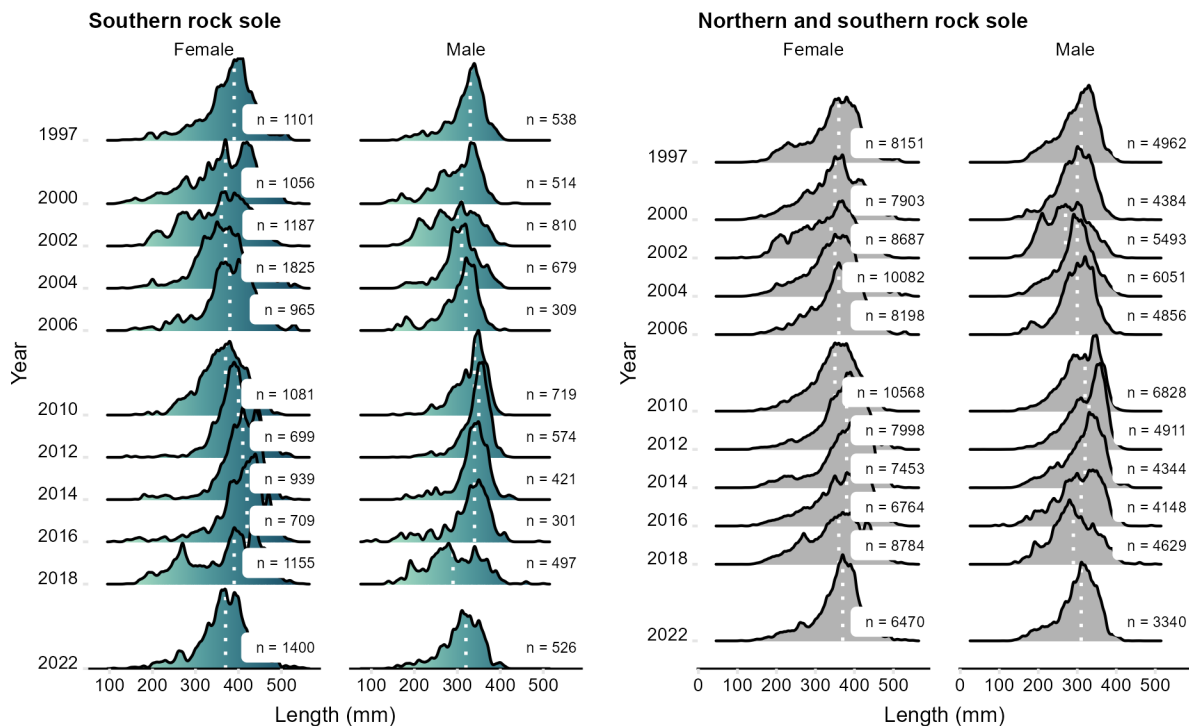 Southern rock sole
Northern and southern rock sole
Female
Male
Female
Male
Year
1997
n = 1101
n = 538
2000
n = 1056
n = 514
2002
n = 1187
n = 810
2004
n = 1825
n = 679
2006
n = 965
n = 309
2010
n = 1081
n = 719
2012
n = 699
n = 574
2014
n = 939
n = 421
2016
n = 709
n = 301
2018
n = 1155
n = 497
2022
n = 1400
n = 526
100 200 300 400 500
100 200 300 400 500
Length (mm)
Year
1997
n = 8151
n = 4962
2000
n = 7903
n = 4384
2002
n = 8687
n = 5493
2004
n = 10082
n = 6051
2006
n = 8198
n = 4856
2010
n = 10568
n = 6828
2012
n = 7998
n = 4911
2014
n = 7453
n = 4344
2016
n = 6764
n = 4148
2018
n = 8784
n = 4629
2022
n = 6470
n = 3340
0 100 200 300 400 500
0 100 200 300 400 500
Length (mm)